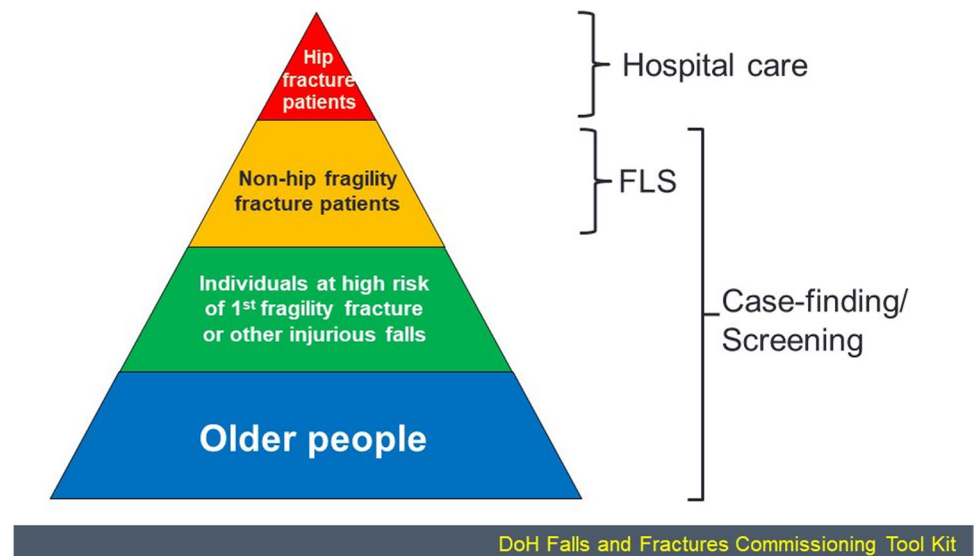 Hip
fracture
patients
Hospital care
Non-hip fragility
fracture patients
FLS
Individuals at high risk
of 1st fragility fracture
or other injurious falls
Case-finding/
Screening
Older people
DoH Falls and Fractures Commissioning Tool Kit